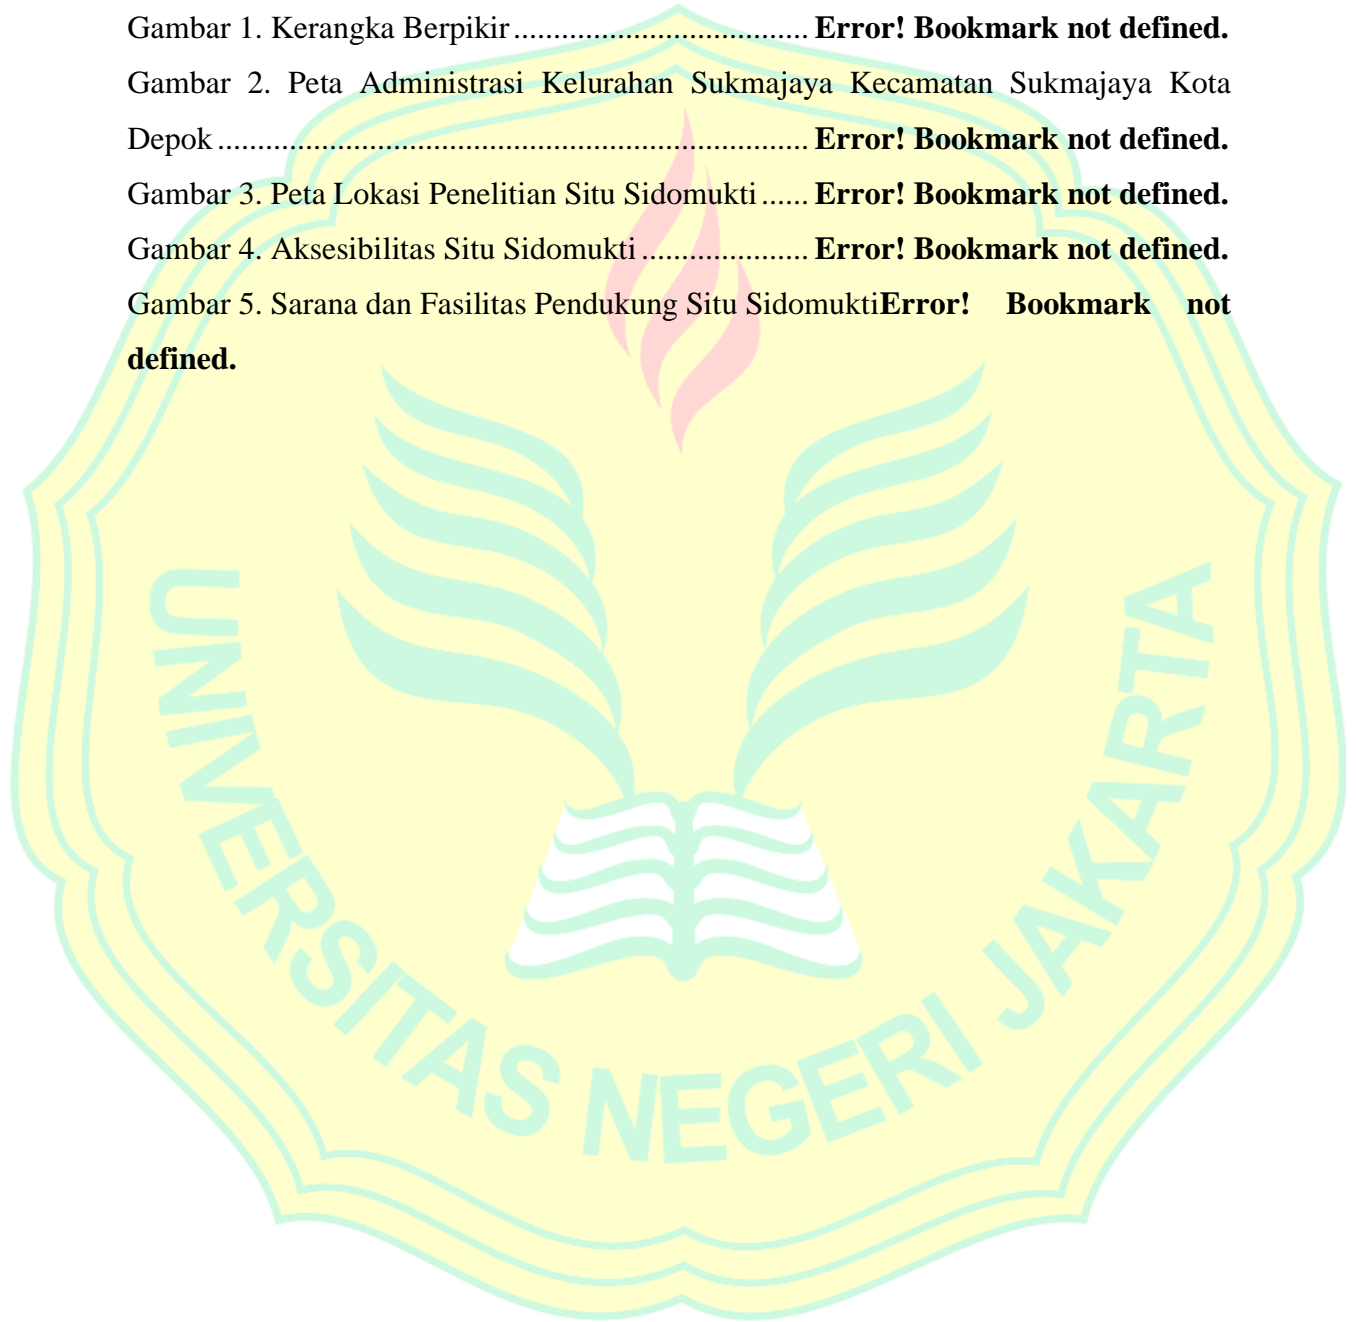 Gambar 1. Kerangka Berpikir..................................... Error! Bookmark not defined.
Gambar 2. Peta Administrasi Kelurahan Sukmajaya Kecamatan Sukmajaya Kota
Depok.......................................................................... Error! Bookmark not defined.
Gambar 3. Peta Lokasi Penelitian Situ Sidomukti...... Error! Bookmark not defined.
Gambar 4. Aksesibilitas Situ Sidomukti..................... Error! Bookmark not defined.
Gambar 5. Sarana dan Fasilitas Pendukung Situ SidomuktiError! Bookmark not
defined.
UNIVERSITAS NEGERI JAKARTA